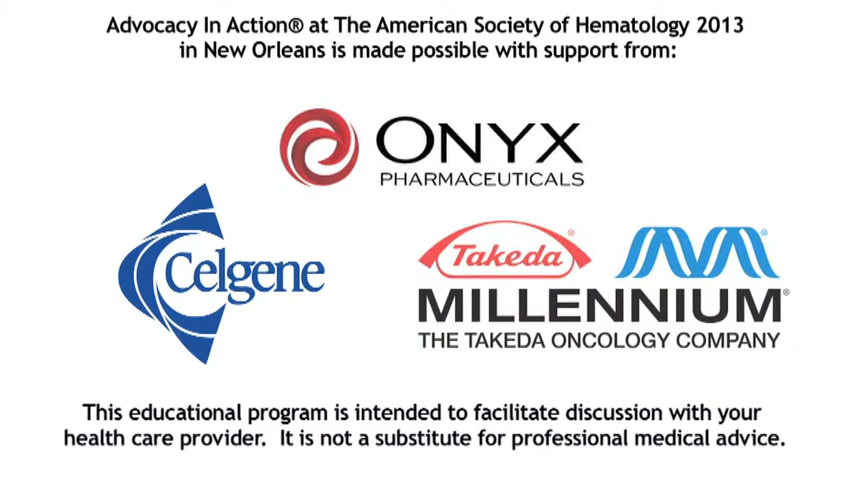 Advocacy In Action® at The American Society of Hematology 2013
in New Orleans is made possible with support from:
ONYX
PHARMACEUTICALS
Celgene
Takeda®
®
MILLENNIUM®
THE TAKEDA ONCOLOGY COMPANY
This educational program is intended to facilitate discussion with your
health care provider.  It is not a substitute for professional medical advice.